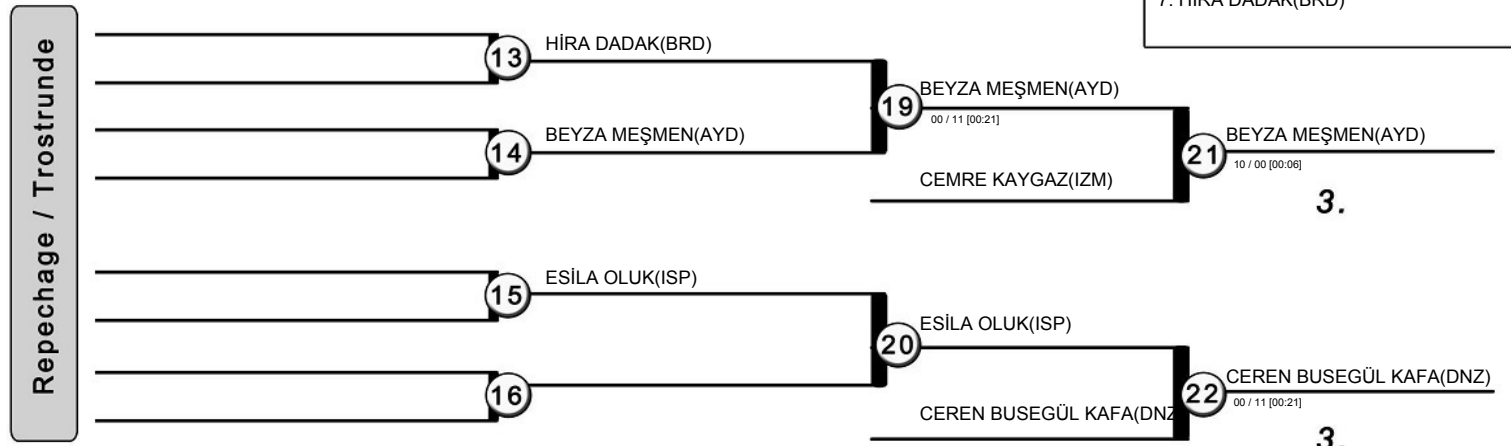 7. HİRA DADAK(BRD)
Repechage / Trostrunde
13
HİRA DADAK(BRD)
19
BEYZA MEŞMEN(AYD)
00 / 11 [00:21]
14
BEYZA MEŞMEN(AYD)
21
BEYZA MEŞMEN(AYD)
10 / 00 [00:06]
CEMRE KAYGAZ(IZM)
3.
15
ESİLA OLUK(ISP)
20
ESİLA OLUK(ISP)
16
22
CEREN BUSEGÜL KAFA(DNZ)
00 / 11 [00:21]
CEREN BUSEGÜL KAFA(DNZ
3.